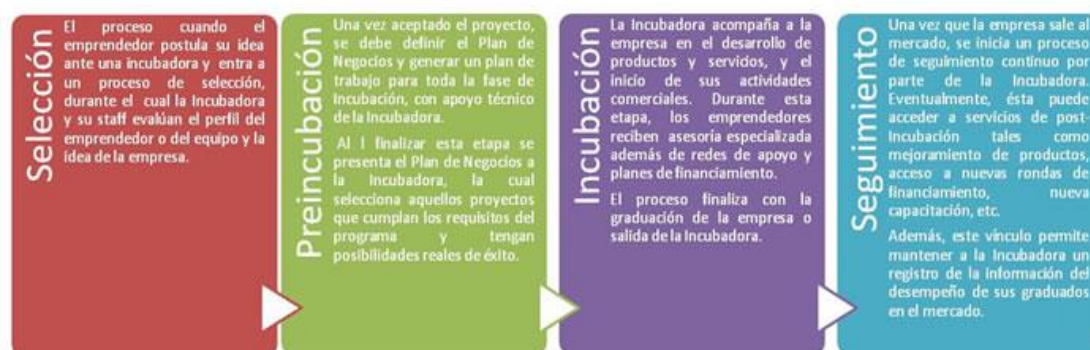 Selección
El proceso cuando el
emprendedor postula su idea
ante una incubadora y entra a
un proceso de selección,
durante el cual la Incubadora
y su staff evalúan el perfil del
emprendedor o del equipo y la
idea de la empresa.
Preincubación
Una vez aceptado el proyecto,
se debe definir el Plan de
Negocios y generar un plan de
trabajo para toda la fase de
Incubación, con apoyo técnico
de la Incubadora.
Al l finalizar esta etapa se
presenta el Plan de Negocios a
la Incubadora, la cual
selecciona aquellos proyectos
que cumplan los requisitos del
programa y tengan
posibilidades reales de éxito.
Incubación
La Incubadora acompaña a la
empresa en el desarrollo de
productos y servicios, y el
inicio de sus actividades
comerciales. Durante esta
etapa, los emprendedores
reciben asesoría especializada
además de redes de apoyo y
planes de financiamiento.
El proceso finaliza con la
graduación de la empresa o
salida de la Incubadora.
Seguimiento
Una vez que la empresa sale al
mercado, se inicia un proceso
de seguimiento continuo por
parte de la Incubadora.
Eventualmente, ésta puede
acceder a servicios de post-
Incubación tales como
mejoramiento de productos,
acceso a nuevas rondas de
financiamiento, nueva
capacitación, etc.
Además, este vínculo permite
mantener a la Incubadora un
registro de la información del
desempeño de sus graduados
en el mercado.